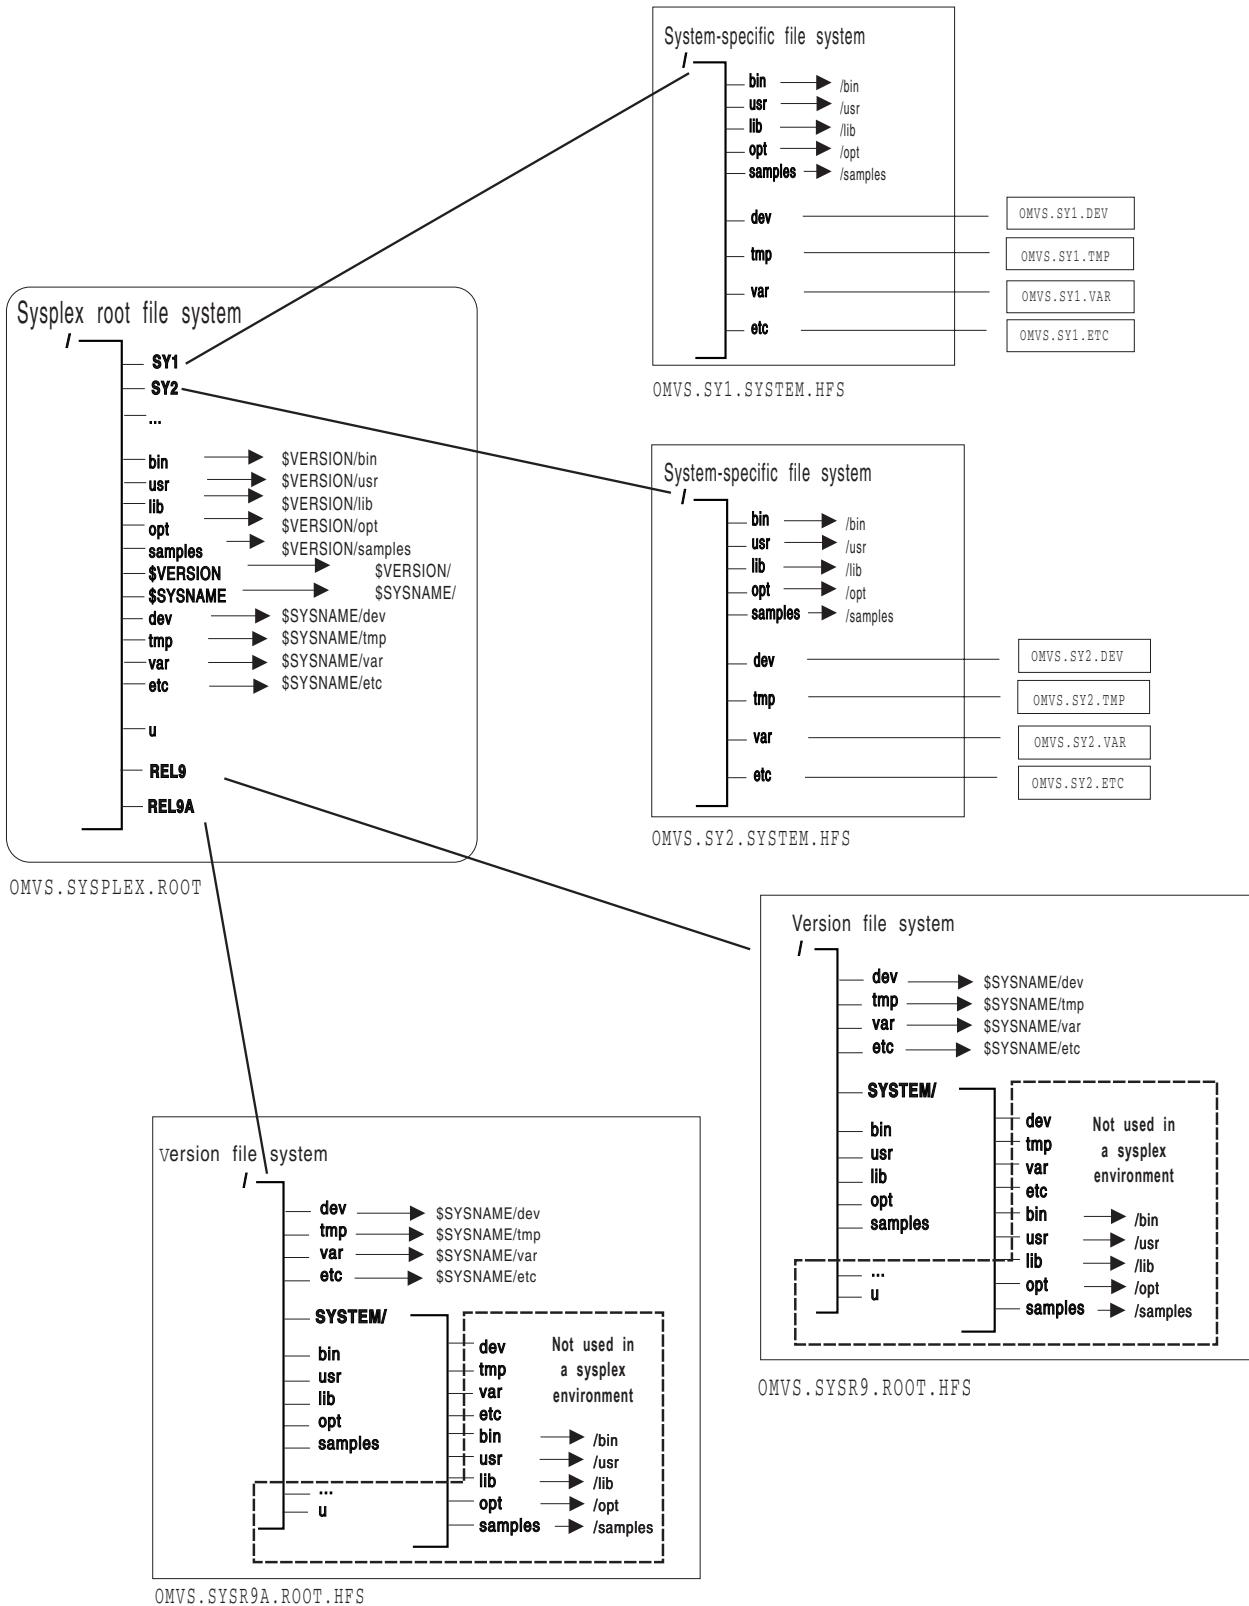 System-specific file system
/
bin /bin
usr /usr
lib /lib
opt /opt
samples /samples
dev OMVS.SY1.DEV
tmp OMVS.SY1.TMP
var OMVS.SY1.VAR
etc OMVS.SY1.ETC
OMVS.SY1.SYSTEM.HFS
Sysplex root file system
/
SY1
SY2
...
bin $VERSION/bin
usr $VERSION/usr
lib $VERSION/lib
opt $VERSION/opt
samples $VERSION/samples
$VERSION $VERSION/
$SYSNAME $SYSNAME/
dev $SYSNAME/dev
tmp $SYSNAME/tmp
var $SYSNAME/var
etc $SYSNAME/etc
u
REL9
REL9A
OMVS.SYSPLEX.ROOT
System-specific file system
/
bin /bin
usr /usr
lib /lib
opt /opt
samples /samples
dev OMVS.SY2.DEV
tmp OMVS.SY2.TMP
var OMVS.SY2.VAR
etc OMVS.SY2.ETC
OMVS.SY2.SYSTEM.HFS
Version file system
/
dev $SYSNAME/dev
tmp $SYSNAME/tmp
var $SYSNAME/var
etc $SYSNAME/etc
SYSTEM/
bin
usr
lib
opt
samples
...
u
dev
tmp
var
etc
bin /bin
usr /usr
lib /lib
opt /opt
samples /samples
Not used in
a sysplex
environment
OMVS.SYSR9.ROOT.HFS
Version file system
/
dev $SYSNAME/dev
tmp $SYSNAME/tmp
var $SYSNAME/var
etc $SYSNAME/etc
SYSTEM/
bin
usr
lib
opt
samples
...
u
dev
tmp
var
etc
bin /bin
usr /usr
lib /lib
opt /opt
samples /samples
Not used in
a sysplex
environment
OMVS.SYSR9A.ROOT.HFS